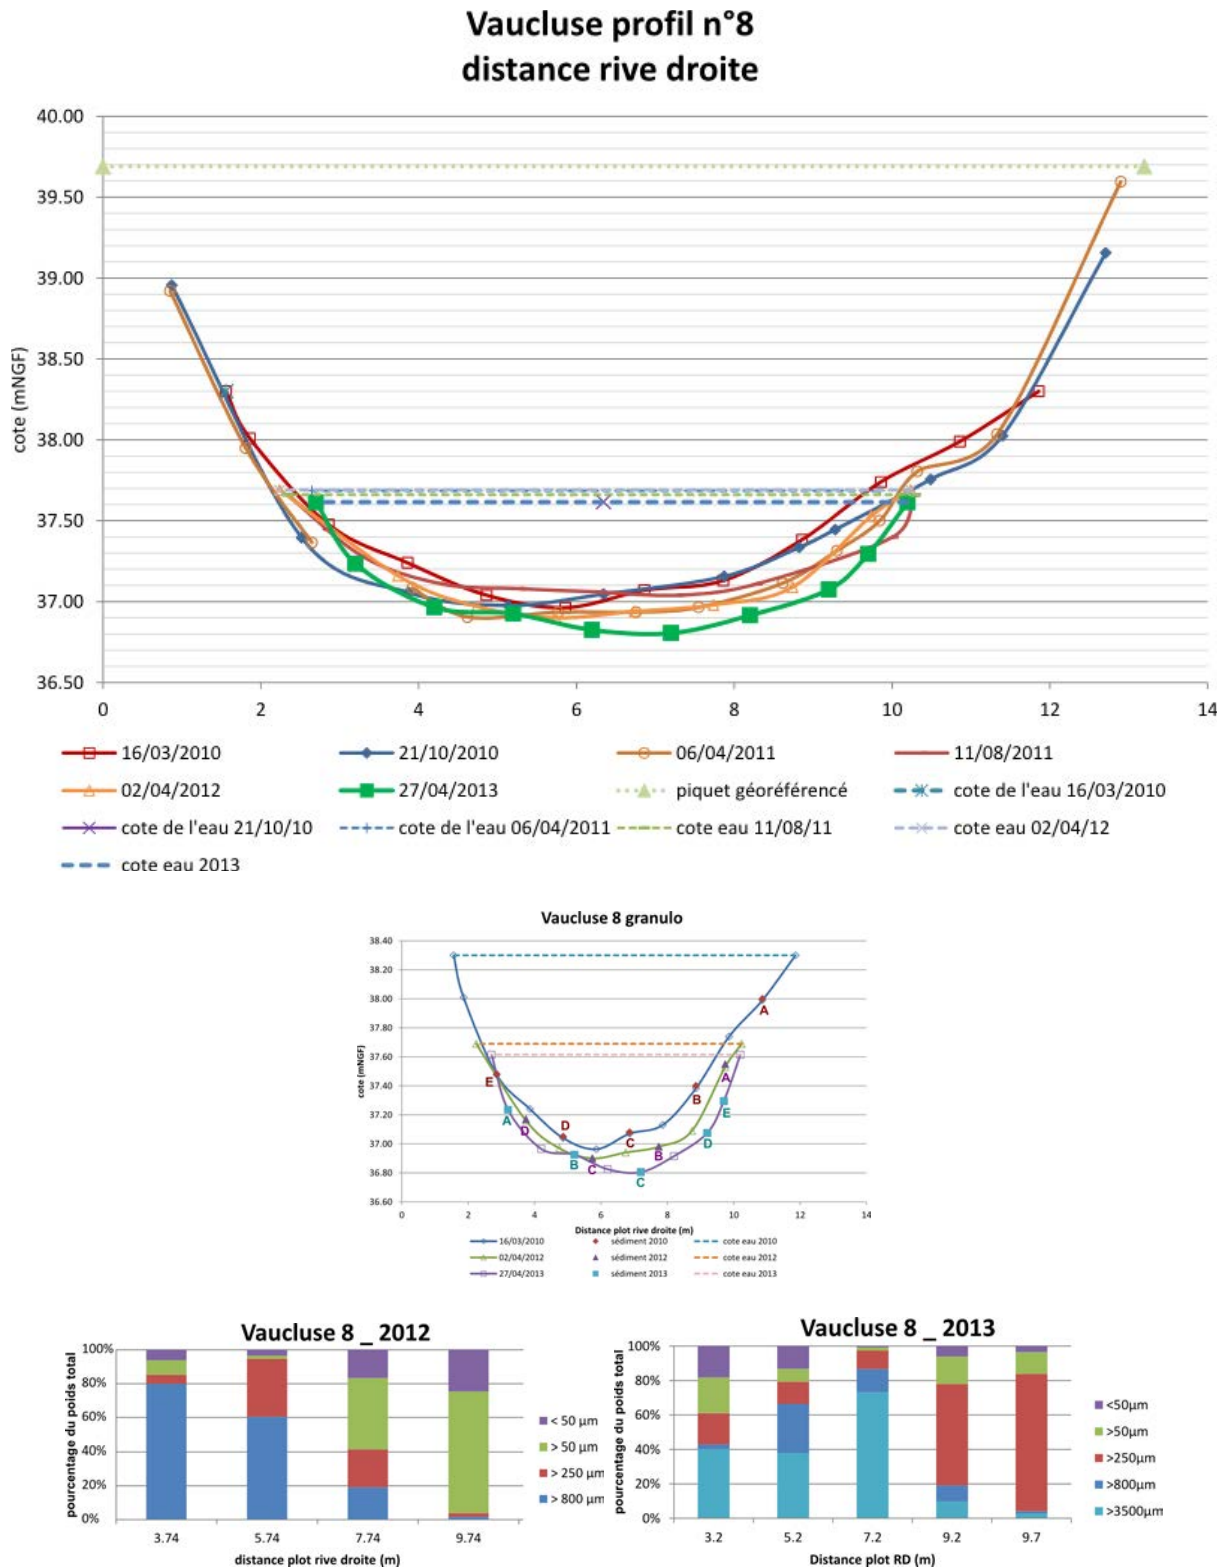 Vaucluse profil n°8
distance rive droite
40.00
39.50
39.00
38.50
38.00
37.50
37.00
36.50
cote (mNGF)
0 2 4 6 8 10 12 14
16/03/2010 21/10/2010 06/04/2011 11/08/2011
02/04/2012 27/04/2013 piquet géoréférencé cote de l'eau 16/03/2010
cote de l'eau 21/10/10 cote de l'eau 06/04/2011 cote eau 11/08/11 cote eau 02/04/12
cote eau 2013
Vaucluse 8 granulo
38.40
38.20
38.00
37.80
37.60
37.40
37.20
37.00
36.80
36.60
cote (mNGF)
A
E
A
B
A
D
D
E
C
B
C
B
D
C
0 2 4 6 8 10 12 14
Distance plot rive droite (m)
16/03/2010 sédiment 2010 cote eau 2010
02/04/2012 sédiment 2012 cote eau 2012
27/04/2013 sédiment 2013 cote eau 2013
Vaucluse 8 _ 2012
100%
80%
60%
40%
20%
0%
pourcentage du poids total
3.74 5.74 7.74 9.74
distance plot rive droite (m)
< 50 µm
> 50 µm
> 250 µm
> 800 µm
Vaucluse 8 _ 2013
100%
80%
60%
40%
20%
0%
pourcentage du poids total
3.2 5.2 7.2 9.2 9.7
Distance plot RD (m)
<50µm
>50µm
>250µm
>800µm
>3500µm